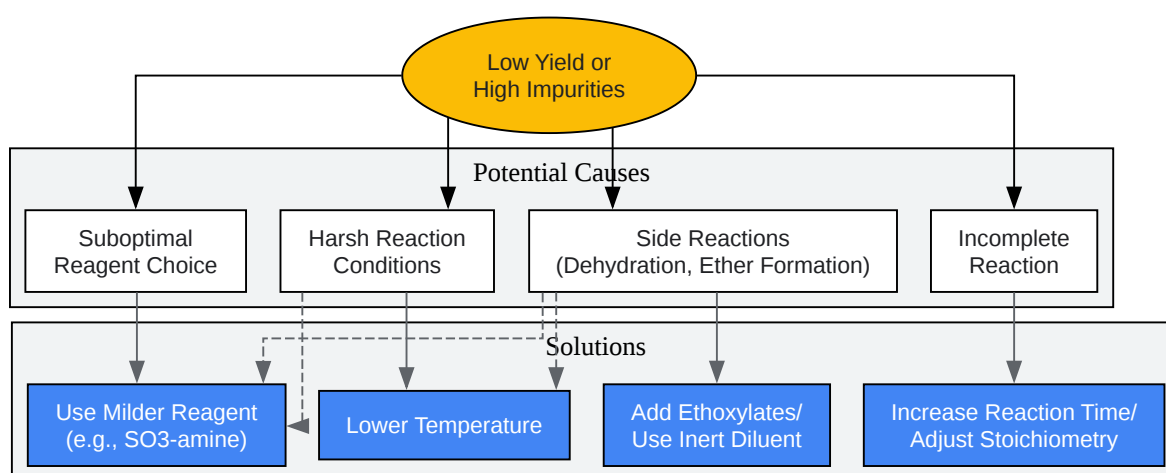 Low Yield or
High Impurities
Potential Causes
Suboptimal
Reagent Choice
Harsh Reaction
Conditions
Side Reactions
(Dehydration, Ether Formation)
Incomplete
Reaction
Solutions
Use Milder Reagent
(e.g., SO3-amine)
Lower Temperature
Add Ethoxylates/
Use Inert Diluent
Increase Reaction Time/
Adjust Stoichiometry